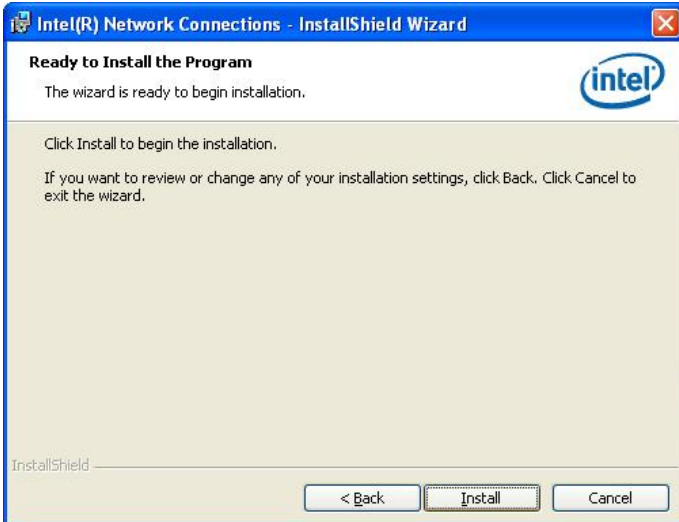 Intel(R) Network Connections - InstallShield Wizard
Ready to Install the Program
The wizard is ready to begin installation.
intel
Click Install to begin the installation.
If you want to review or change any of your installation settings, click Back. Click Cancel to
exit the wizard.
InstallShield
< Back
Install
Cancel